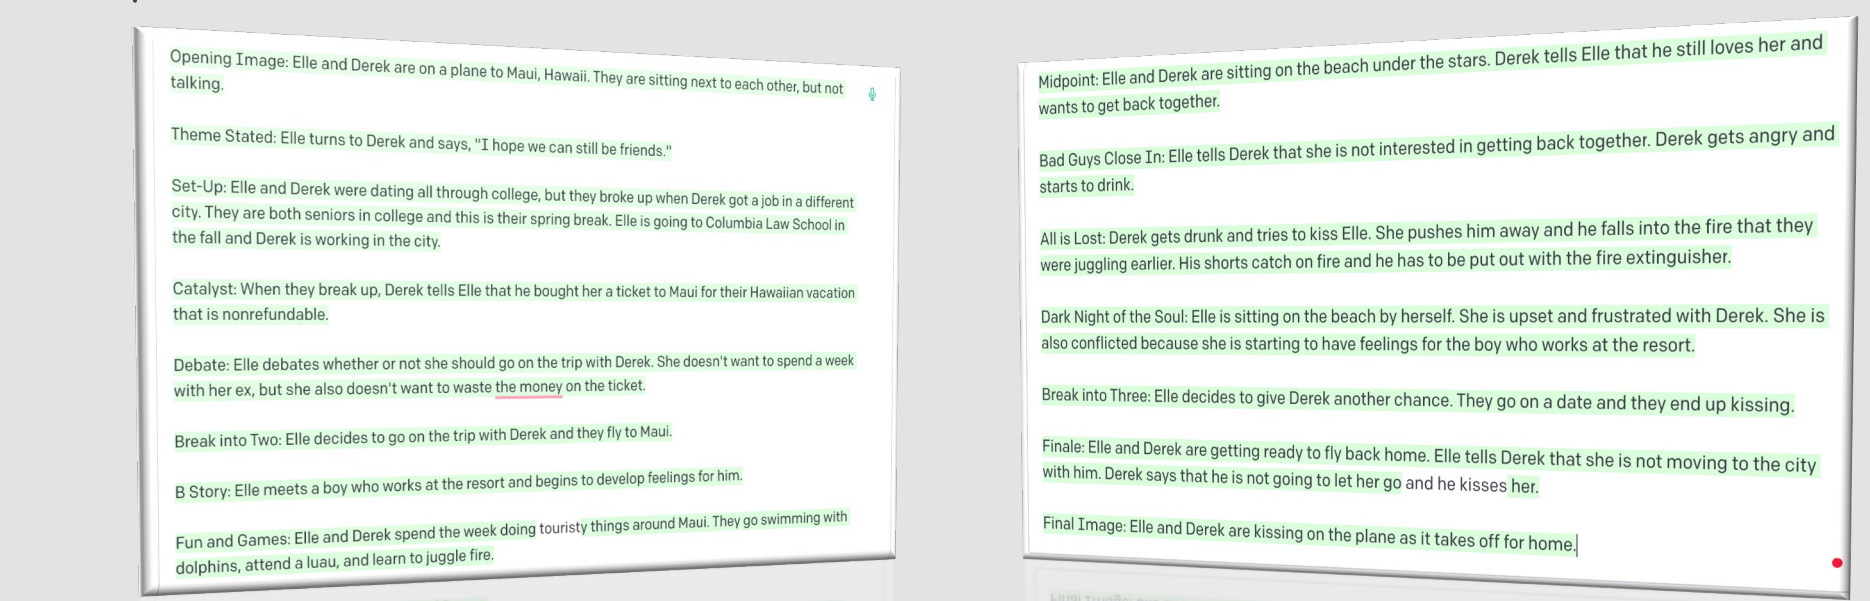 Opening Image: Elle and Derek are on a plane to Maui, Hawaii. They are sitting next to each other, but not
talking.
Theme Stated: Elle turns to Derek and says, "I hope we can still be friends."
Set-Up: Elle and Derek were dating all through college, but they broke up when Derek got a job in a different
city. They are both seniors in college and this is their spring break. Elle is going to Columbia Law School in
the fall and Derek is working in the city.
Catalyst: When they break up, Derek tells Elle that he bought her a ticket to Maui for their Hawaiian vacation
that is nonrefundable.
Debate: Elle debates whether or not she should go on the trip with Derek. She doesn't want to spend a week
with her ex, but she also doesn't want to waste the money on the ticket.
Break into Two: Elle decides to go on the trip with Derek and they fly to Maui.
B Story: Elle meets a boy who works at the resort and begins to develop feelings for him.
Fun and Games: Elle and Derek spend the week doing touristy things around Maui. They go swimming with
dolphins, attend a luau, and learn to juggle fire.
Midpoint: Elle and Derek are sitting on the beach under the stars. Derek tells Elle that he still loves her and
wants to get back together.
Bad Guys Close In: Elle tells Derek that she is not interested in getting back together. Derek gets angry and
starts to drink.
All is Lost: Derek gets drunk and tries to kiss Elle. She pushes him away and he falls into the fire that they
were juggling earlier. His shorts catch on fire and he has to be put out with the fire extinguisher.
Dark Night of the Soul: Elle is sitting on the beach by herself. She is upset and frustrated with Derek. She is
also conflicted because she is starting to have feelings for the boy who works at the resort.
Break into Three: Elle decides to give Derek another chance. They go on a date and they end up kissing.
Finale: Elle and Derek are getting ready to fly back home. Elle tells Derek that she is not moving to the city
with him. Derek says that he is not going to let her go and he kisses her.
Final Image: Elle and Derek are kissing on the plane as it takes off for home.